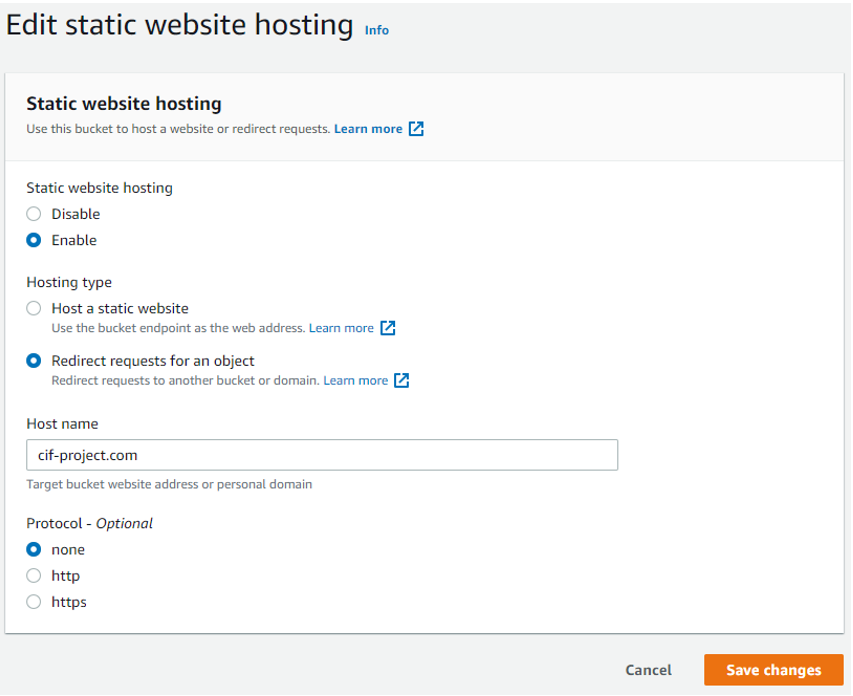 Edit static website hosting Info
Static website hosting
Use this bucket to host a website or redirect requests. Learn more
Static website hosting
Disable
Enable
Hosting type
Host a static website
Use the bucket endpoint as the web address. Learn more
Redirect requests for an object
Redirect requests to another bucket or domain. Learn more
Host name
cif-project.com
Target bucket website address or personal domain
Protocol - Optional
none
http
https
Cancel Save changes